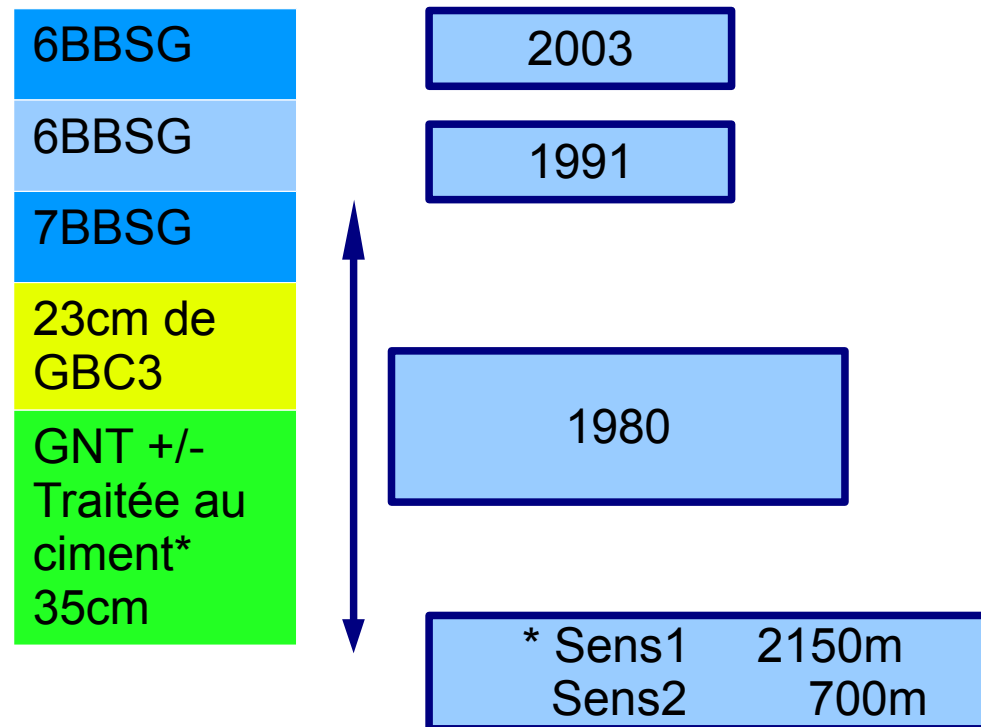 6BBSG
2003
6BBSG
1991
7BBSG
23cm de
GBC3
1980
GNT +/-
Traitée au
ciment*
35cm
* Sens1 2150m
Sens2 700m